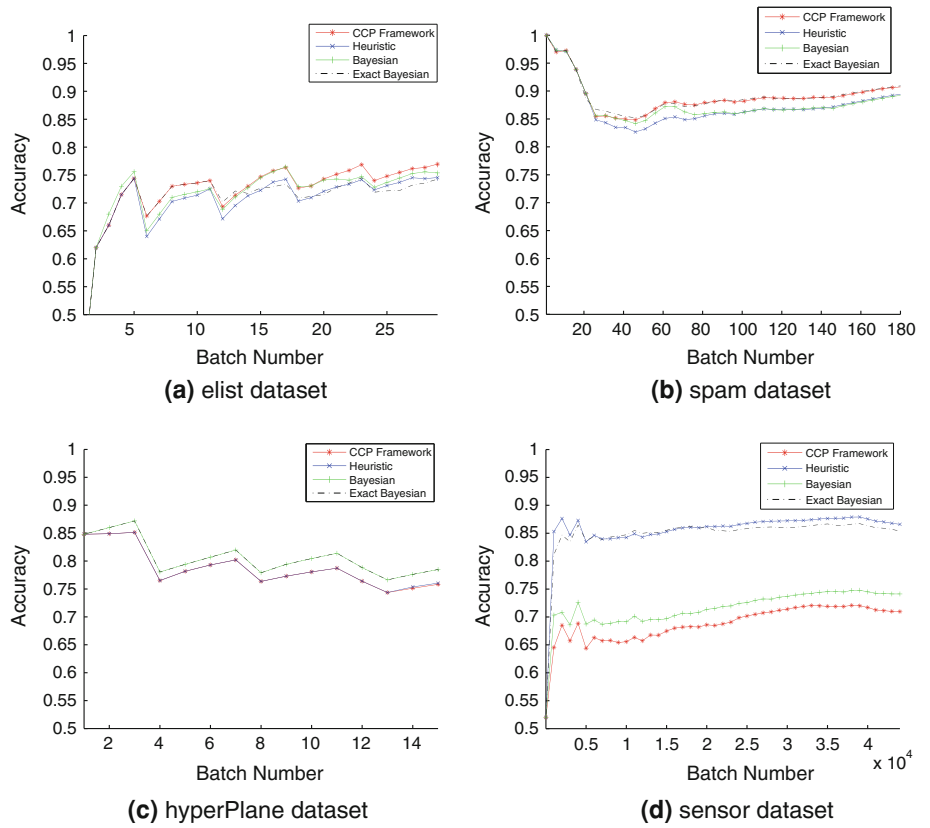 1
0.95
0.9
0.85
0.8
0.75
0.7
0.65
0.6
0.55
0.5
Accuracy
CCP Framework
Heuristic
Bayesian
Exact Bayesian
5 10 15 20 25
Batch Number
(a) elist dataset
1
0.95
0.9
0.85
0.8
0.75
0.7
0.65
0.6
0.55
0.5
Accuracy
CCP Framework
Heuristic
Bayesian
Exact Bayesian
20 40 60 80 100 120 140 160 180
Batch Number
(b) spam dataset
1
0.95
0.9
0.85
0.8
0.75
0.7
0.65
0.6
0.55
0.5
Accuracy
CCP Framework
Heuristic
Bayesian
Exact Bayesian
2 4 6 8 10 12 14
Batch Number
(c) hyperPlane dataset
1
0.95
0.9
0.85
0.8
0.75
0.7
0.65
0.6
0.55
0.5
Accuracy
CCP Framework
Heuristic
Bayesian
Exact Bayesian
0.5 1 1.5 2 2.5 3 3.5 4
x 10^4
Batch Number
(d) sensor dataset